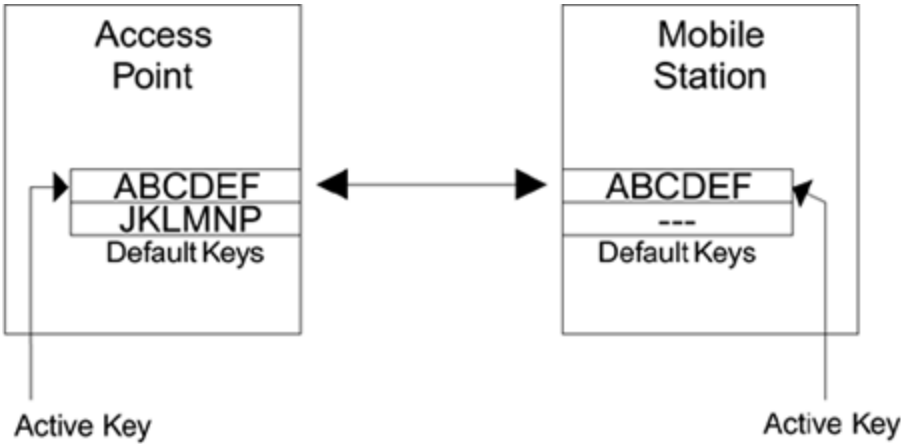 Access
Point
ABCDEF
JKLMNP
Default Keys
Active Key
Mobile
Station
ABCDEF
---
Default Keys
Active Key